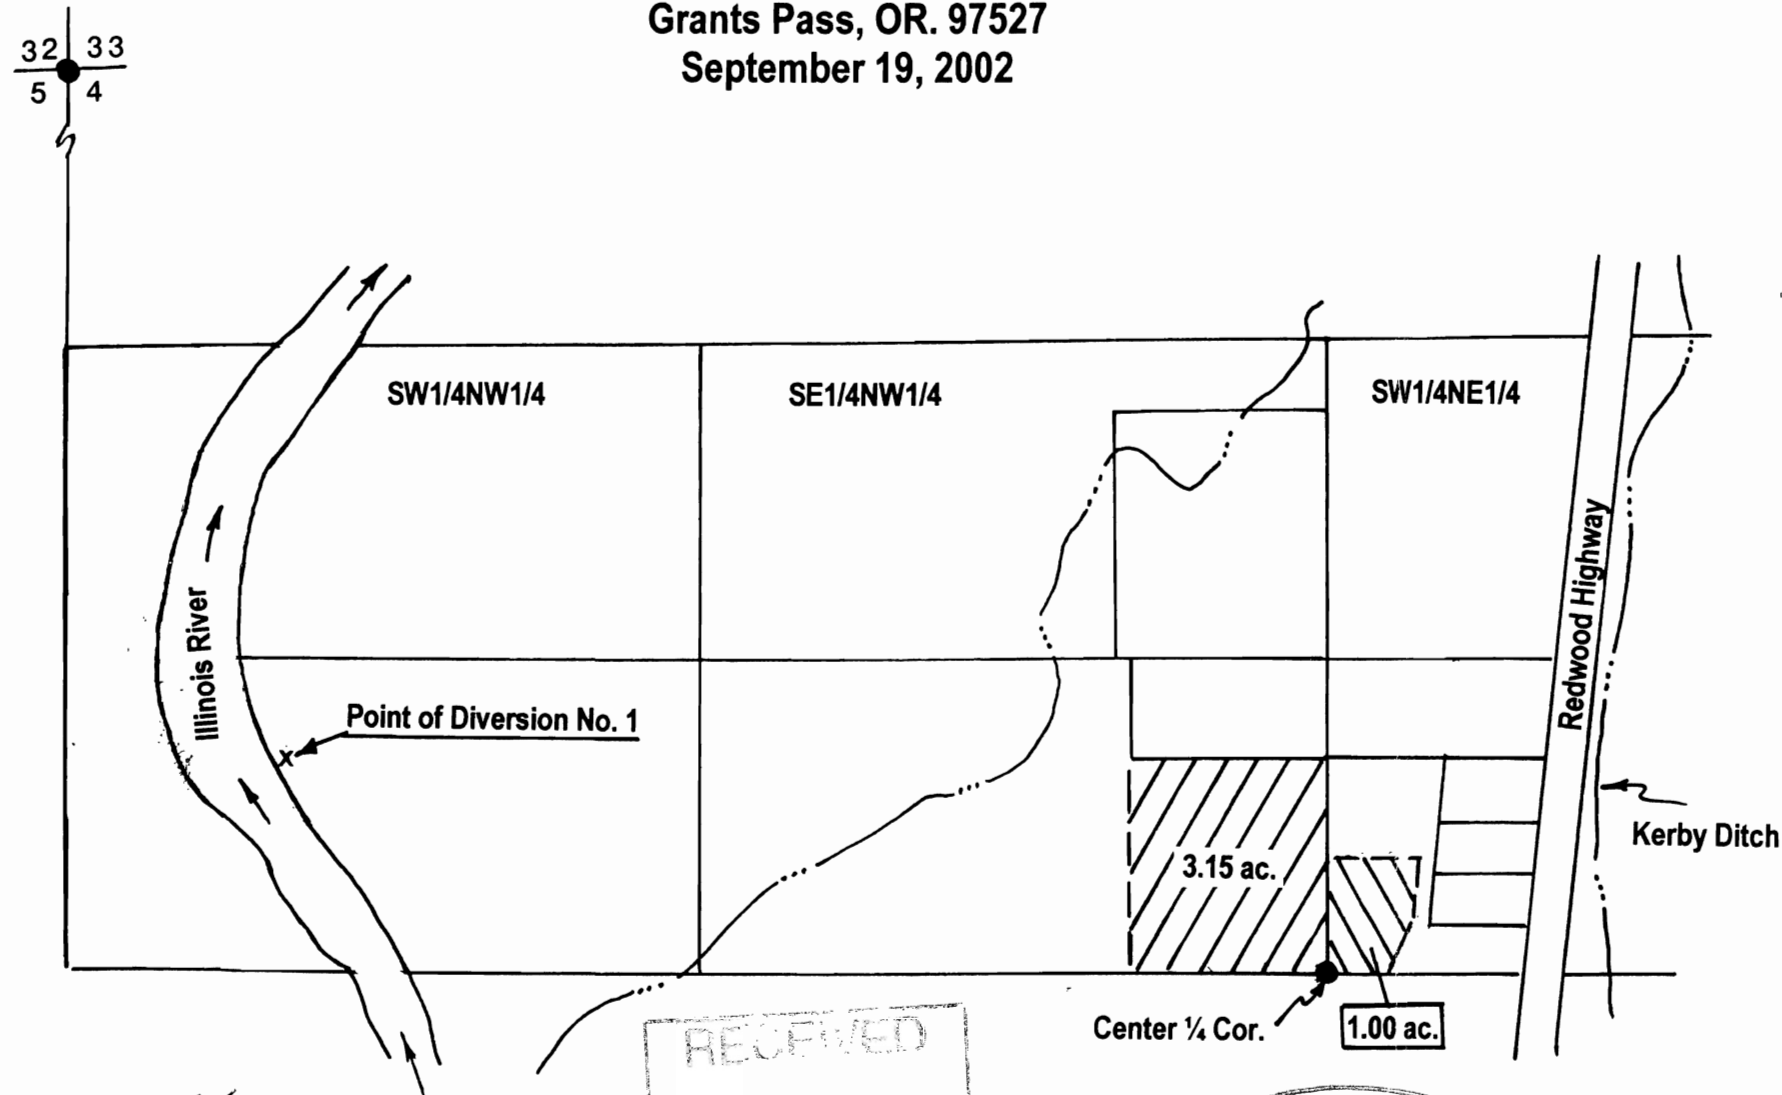 Grants Pass, OR. 97527
September 19, 2002
32 33
5 4
SW1/4NW1/4
SE1/4NW1/4
SW1/4NE1/4
Illinois River
Redwood Highway
Point of Diversion No. 1
Kerby Ditch
3.15 ac.
Center ¼ Cor.
1.00 ac.
RECEIVED